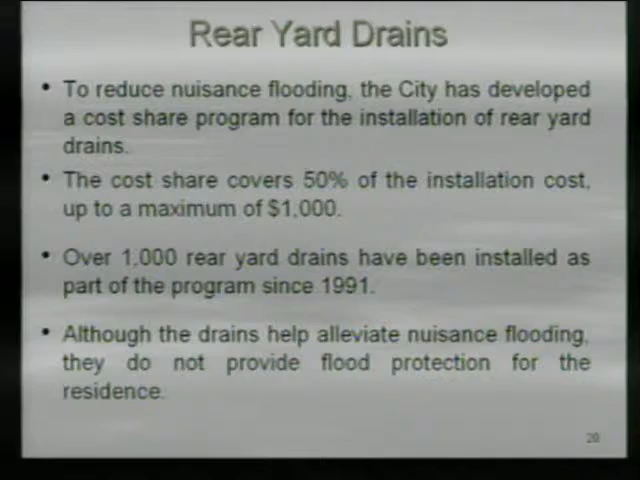 Rear Yard Drains
• To reduce nuisance flooding, the City has developed
a cost share program for the installation of rear yard
drains.
• The cost share covers 50% of the installation cost,
up to a maximum of $1,000.
• Over 1,000 rear yard drains have been installed as
part of the program since 1991.
• Although the drains help alleviate nuisance flooding,
they do not provide flood protection for the
residence.
20